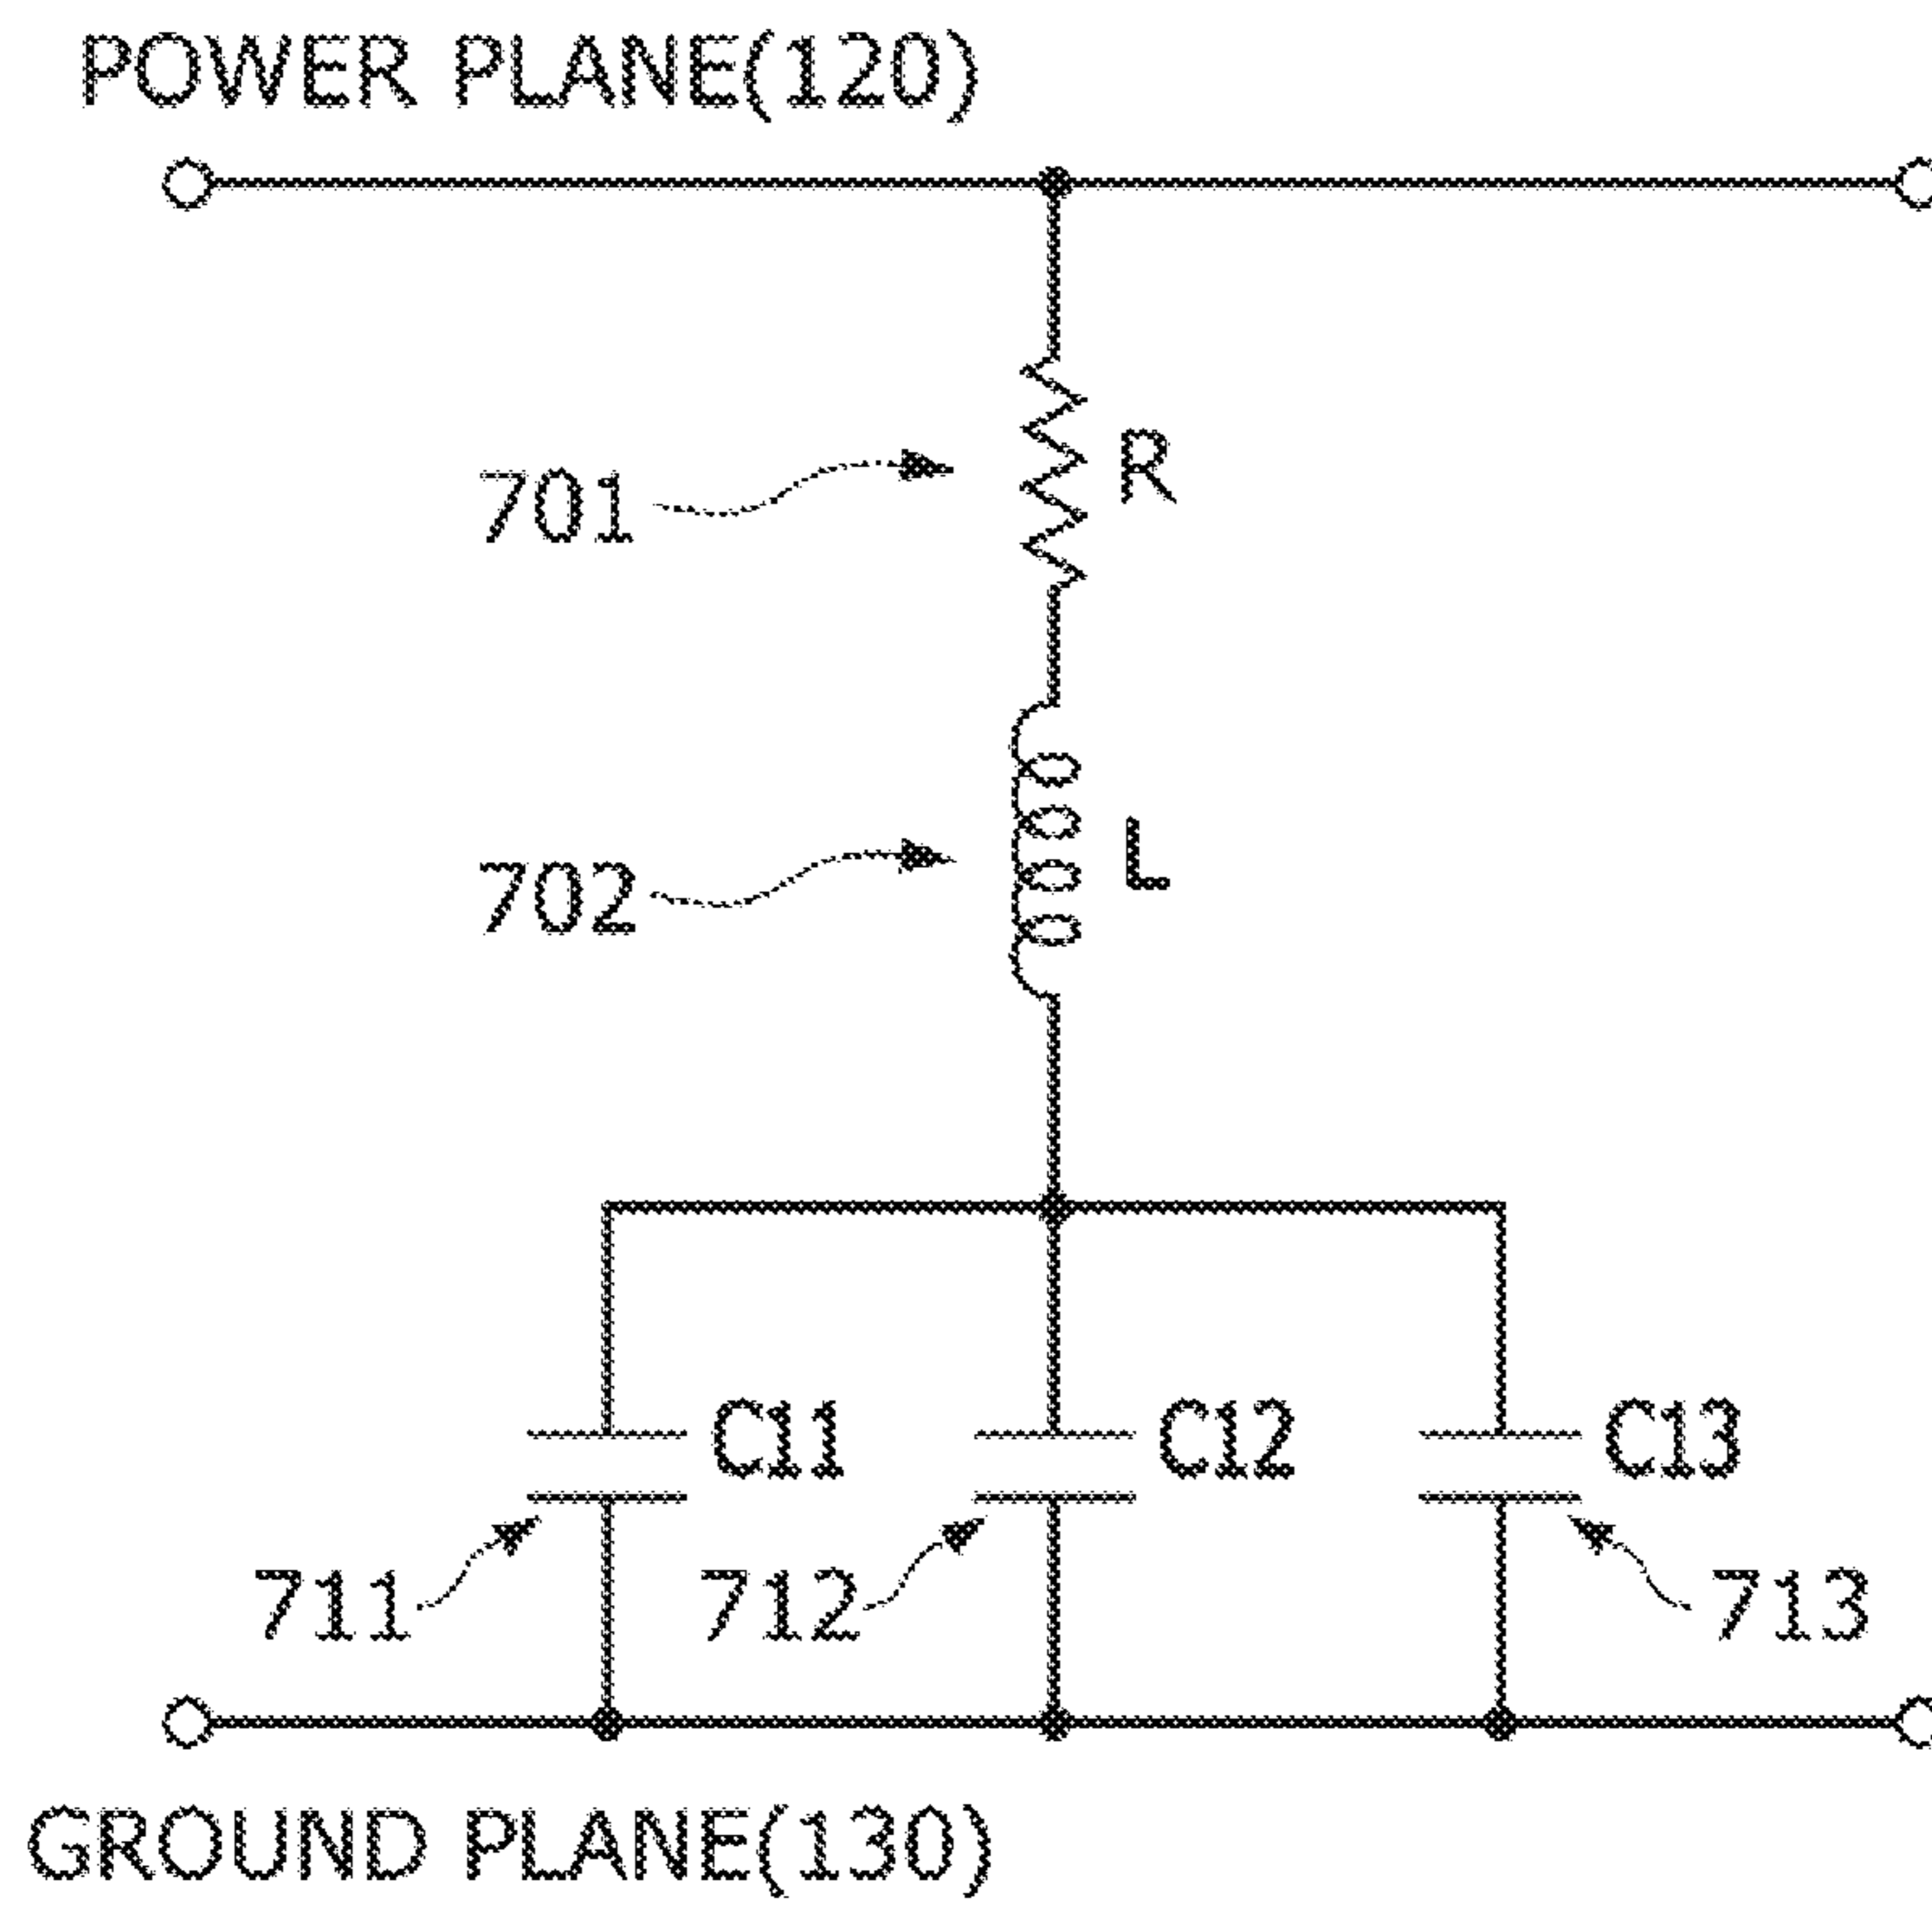 POWER PLANE(120)
701
R
702
L
C11
C12
C13
711
712
713
GROUND PLANE(130)